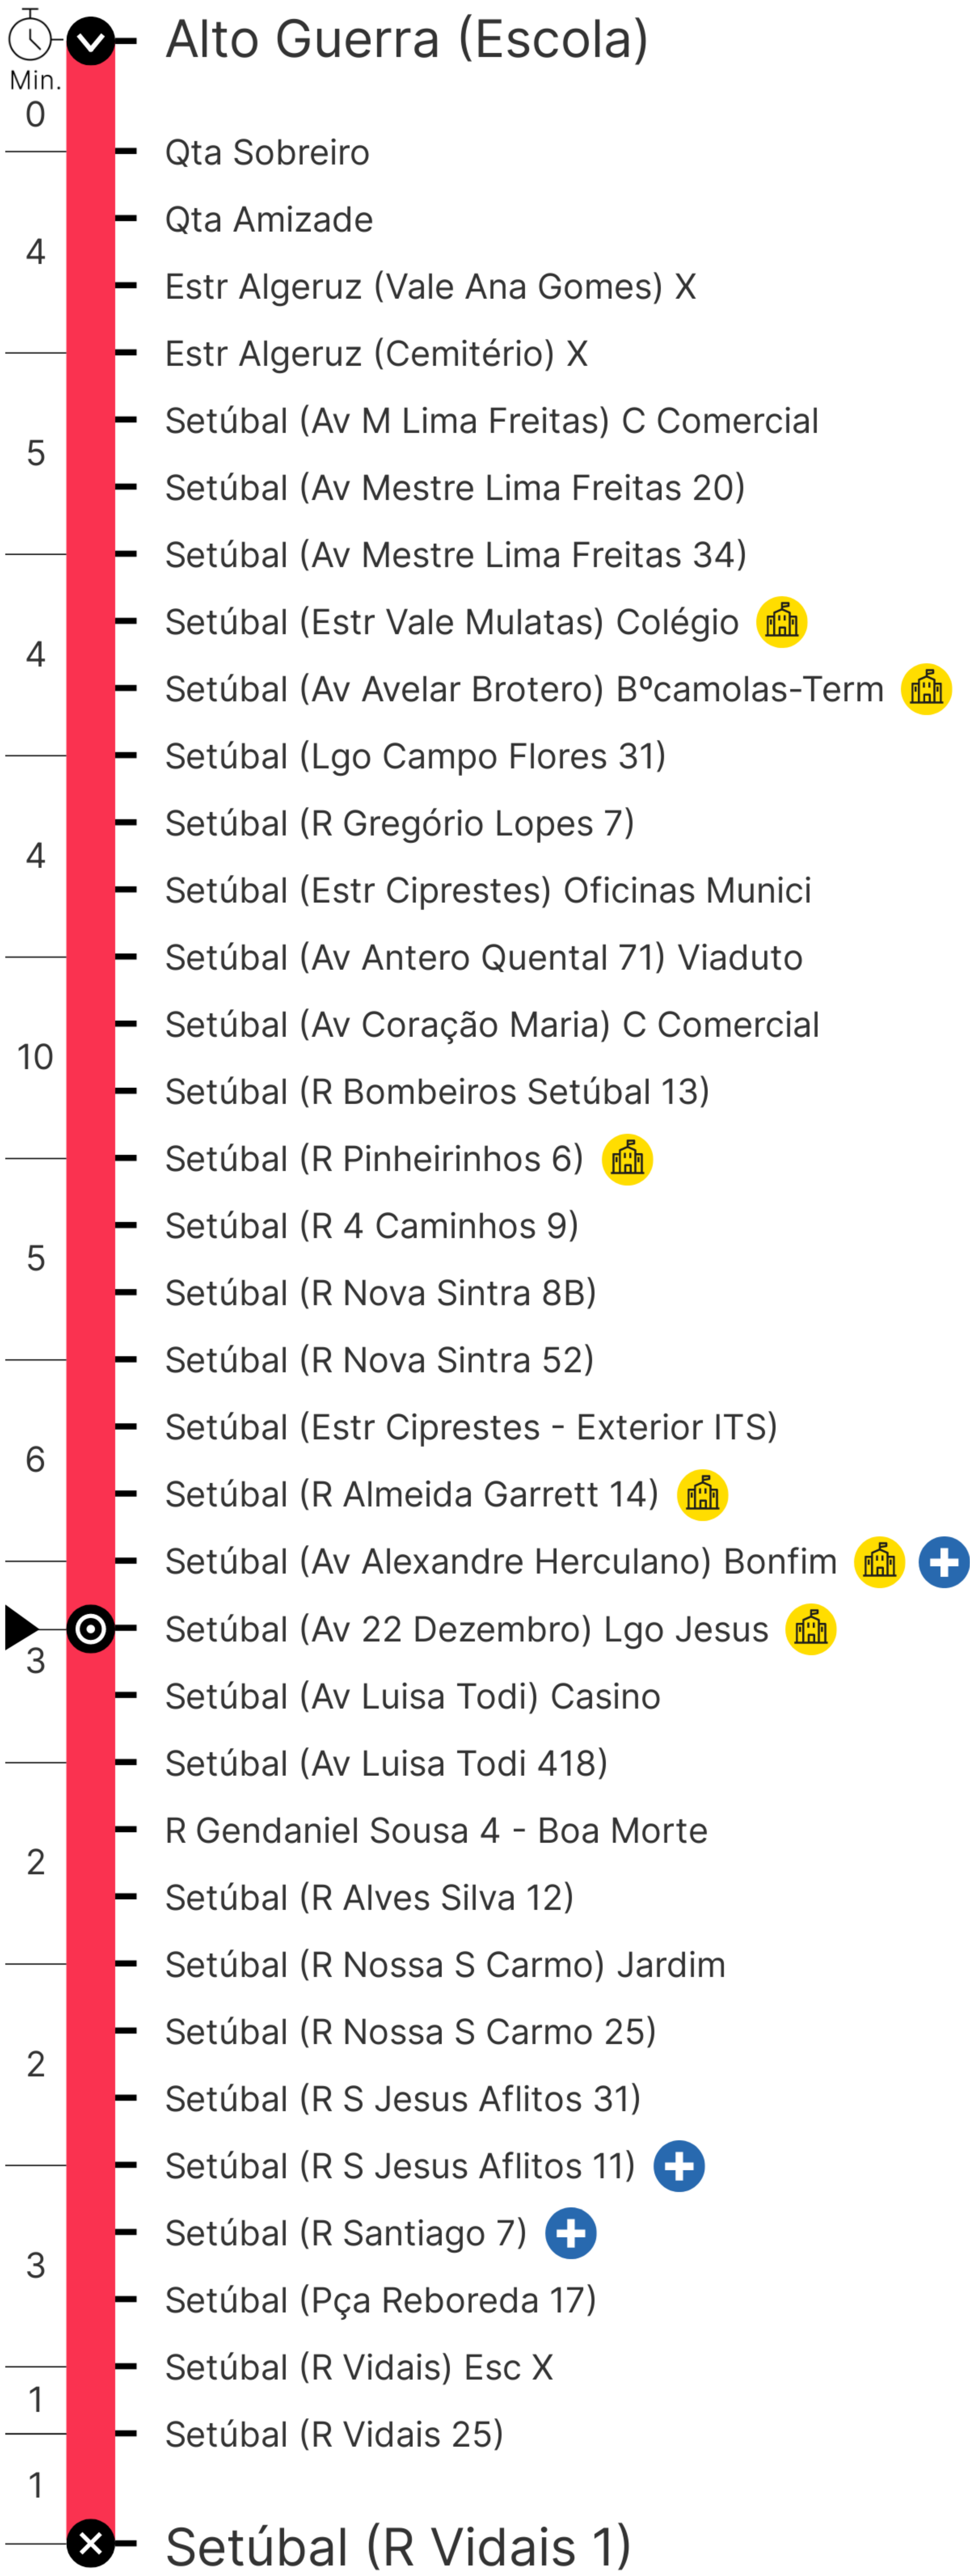 Alto Guerra (Escola)
Min.
0
Qta Sobreiro
Qta Amizade
4
Estr Algeruz (Vale Ana Gomes) X
Estr Algeruz (Cemitério) X
Setúbal (Av M Lima Freitas) C Comercial
5
Setúbal (Av Mestre Lima Freitas 20)
Setúbal (Av Mestre Lima Freitas 34)
Setúbal (Estr Vale Mulatas) Colégio
4
Setúbal (Av Avelar Brotero) Bºcamolas-Term
Setúbal (Lgo Campo Flores 31)
Setúbal (R Gregório Lopes 7)
4
Setúbal (Estr Ciprestes) Oficinas Munici
Setúbal (Av Antero Quental 71) Viaduto
Setúbal (Av Coração Maria) C Comercial
10
Setúbal (R Bombeiros Setúbal 13)
Setúbal (R Pinheirinhos 6)
Setúbal (R 4 Caminhos 9)
5
Setúbal (R Nova Sintra 8B)
Setúbal (R Nova Sintra 52)
Setúbal (Estr Ciprestes - Exterior ITS)
6
Setúbal (R Almeida Garrett 14)
Setúbal (Av Alexandre Herculano) Bonfim
Setúbal (Av 22 Dezembro) Lgo Jesus
3
Setúbal (Av Luisa Todi) Casino
Setúbal (Av Luisa Todi 418)
R Gendaniel Sousa 4 - Boa Morte
2
Setúbal (R Alves Silva 12)
Setúbal (R Nossa S Carmo) Jardim
Setúbal (R Nossa S Carmo 25)
2
Setúbal (R S Jesus Aflitos 31)
Setúbal (R S Jesus Aflitos 11)
Setúbal (R Santiago 7)
3
Setúbal (Pça Reboreda 17)
Setúbal (R Vidais) Esc X
1
Setúbal (R Vidais 25)
1
Setúbal (R Vidais 1)